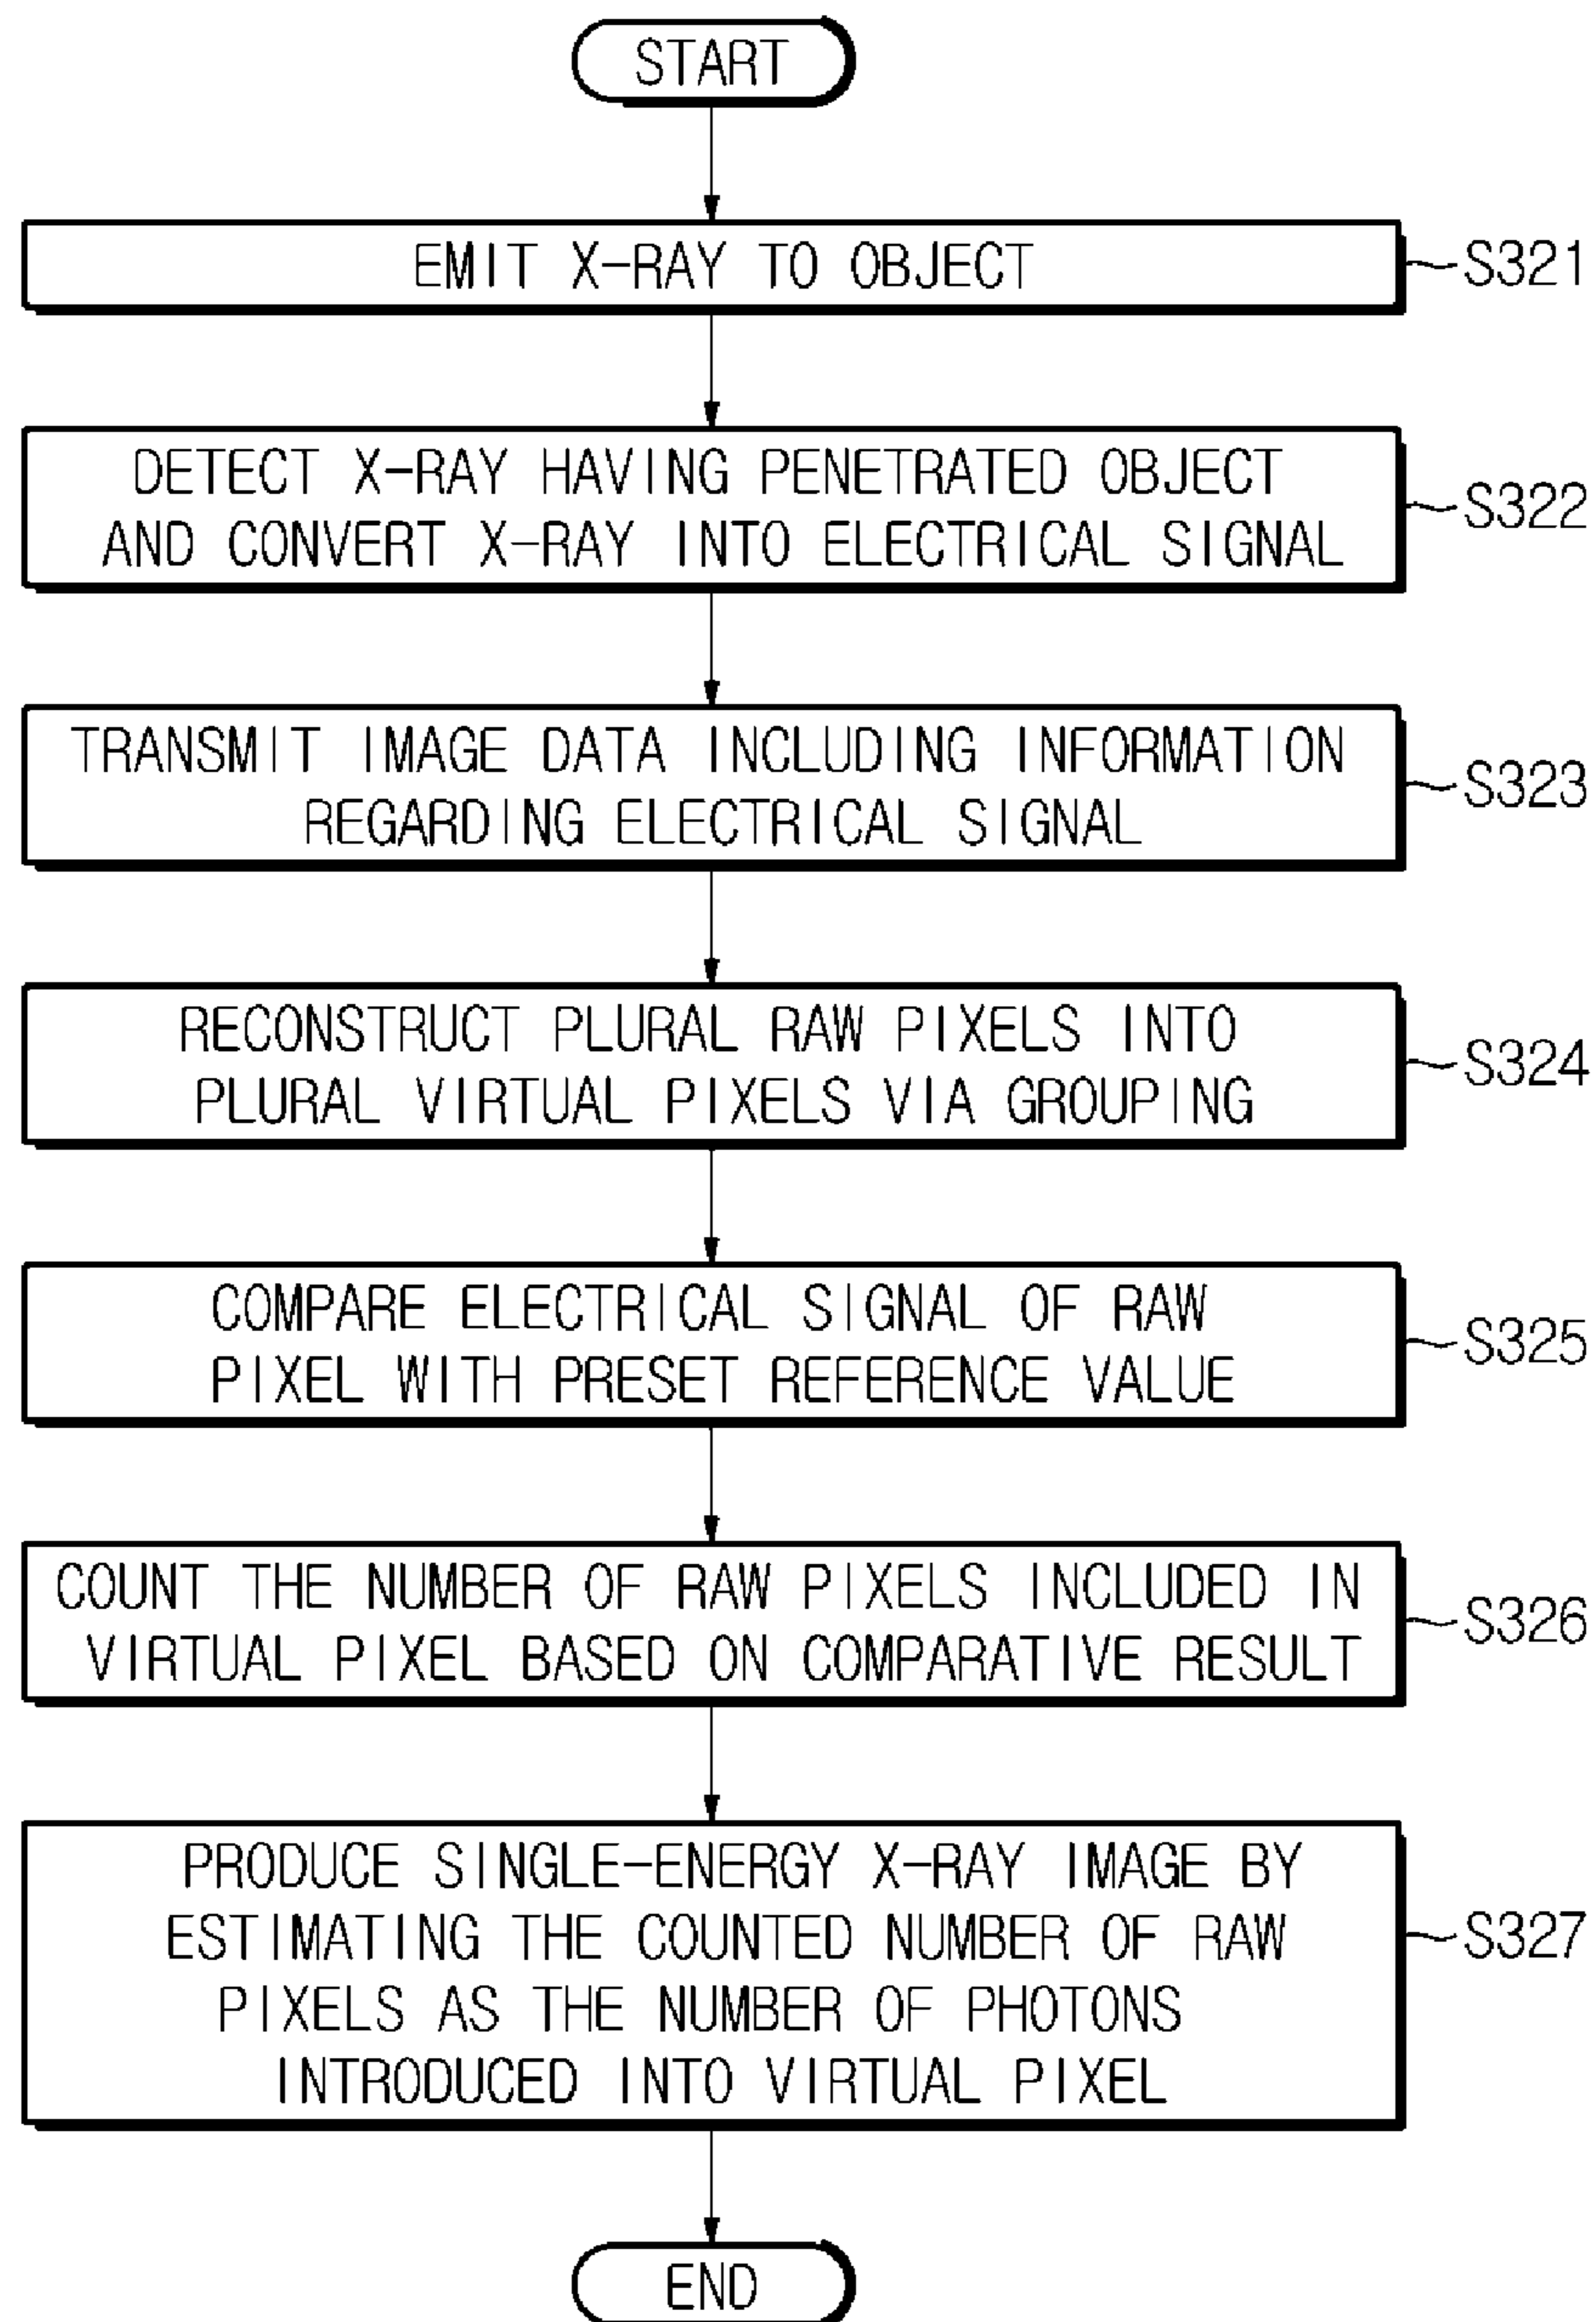 START
EMIT X-RAY TO OBJECT
S321
DETECT X-RAY HAVING PENETRATED OBJECT
AND CONVERT X-RAY INTO ELECTRICAL SIGNAL
S322
TRANSMIT IMAGE DATA INCLUDING INFORMATION
REGARDING ELECTRICAL SIGNAL
S323
RECONSTRUCT PLURAL RAW PIXELS INTO
PLURAL VIRTUAL PIXELS VIA GROUPING
S324
COMPARE ELECTRICAL SIGNAL OF RAW
PIXEL WITH PRESET REFERENCE VALUE
S325
COUNT THE NUMBER OF RAW PIXELS INCLUDED IN
VIRTUAL PIXEL BASED ON COMPARATIVE RESULT
S326
PRODUCE SINGLE-ENERGY X-RAY IMAGE BY
ESTIMATING THE COUNTED NUMBER OF RAW
PIXELS AS THE NUMBER OF PHOTONS
INTRODUCED INTO VIRTUAL PIXEL
S327
END